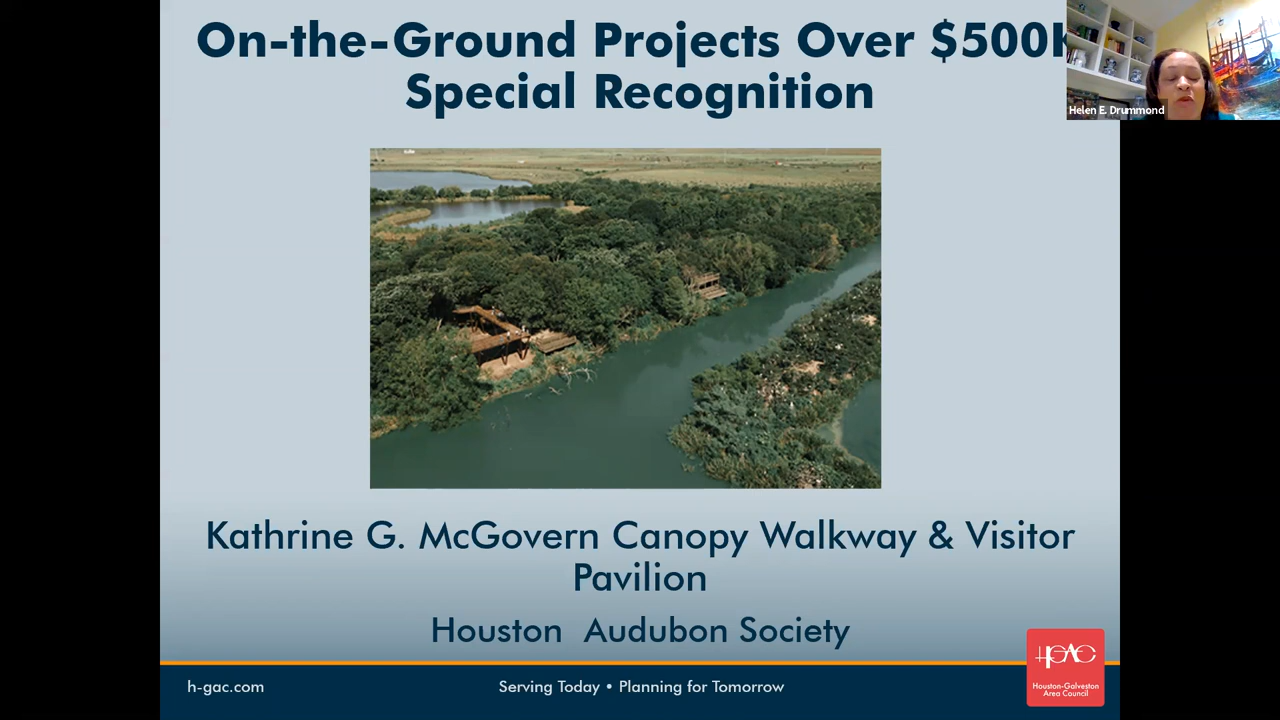 On-the-Ground Projects Over $500K
Special Recognition
Helen E. Drummond
Kathrine G. McGovern Canopy Walkway & Visitor
Pavilion
Houston Audubon Society
h-gac.com
Serving Today • Planning for Tomorrow
HGAC
Houston-Galveston
Area Council